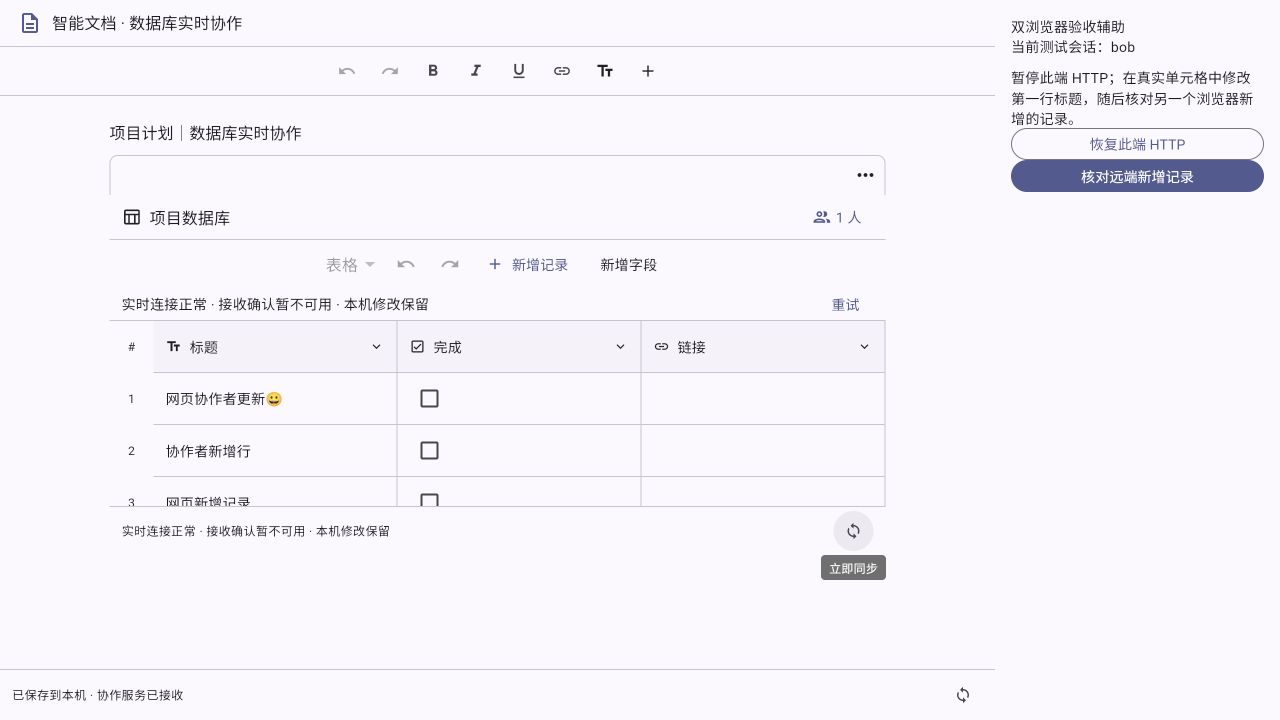 智能文档 · 数据库实时协作
双浏览器验收辅助
当前测试会话：bob
暂停此端 HTTP；在真实单元格中修改
第一行标题，随后核对另一个浏览器新
增的记录。
恢复此端 HTTP
核对远端新增记录
B I U Tт +
项目计划｜数据库实时协作
项目数据库
1 人
表格
新增记录
新增字段
实时连接正常 · 接收确认暂不可用 · 本机修改保留
重试
# 标题 完成 链接
1 网页协作者更新😀
2 协作者新增行
3 网页新增记录
实时连接正常 · 接收确认暂不可用 · 本机修改保留
立即同步
已保存到本机 · 协作服务已接收